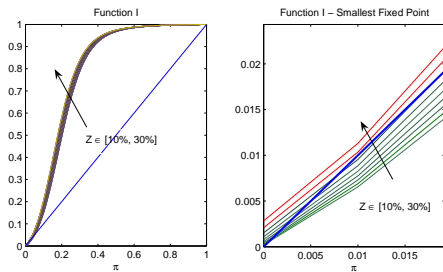 Function I
1
0.9
0.8
0.7
0.6
0.5
0.4
0.3
0.2
0.1
0
Z ∈ [10%, 30%]
0 0.2 0.4 0.6 0.8 1
π
Function I – Smallest Fixed Point
0.02
0.015
0.01
0.005
0
Z ∈ [10%, 30%]
0 0.005 0.01 0.015
π